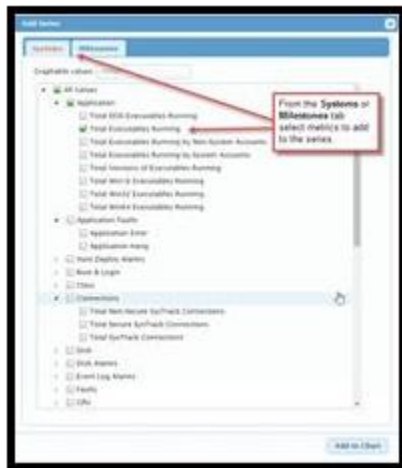 Add Series
Systems Milestones
Graphable values
All Values
Application
Total DOS Executables Running
Total Executables Running
Total Executables Running by Non-System Accounts
Total Executables Running by System Accounts
Total Versions of Executables Running
Total Win16 Executables Running
Total Win32 Executables Running
Total Win64 Executables Running
Application Faults
Application Error
Application Hang
Alarms
Boot & Login
Citrix
Connections
Total Non-Secure SysTrack Connections
Total Secure SysTrack Connections
Total SysTrack Connections
Disk
Disk Alarms
Event Log Alarms
Faults
From the Systems or
Milestones tab
select metrics to add
to the series
Add to Chart